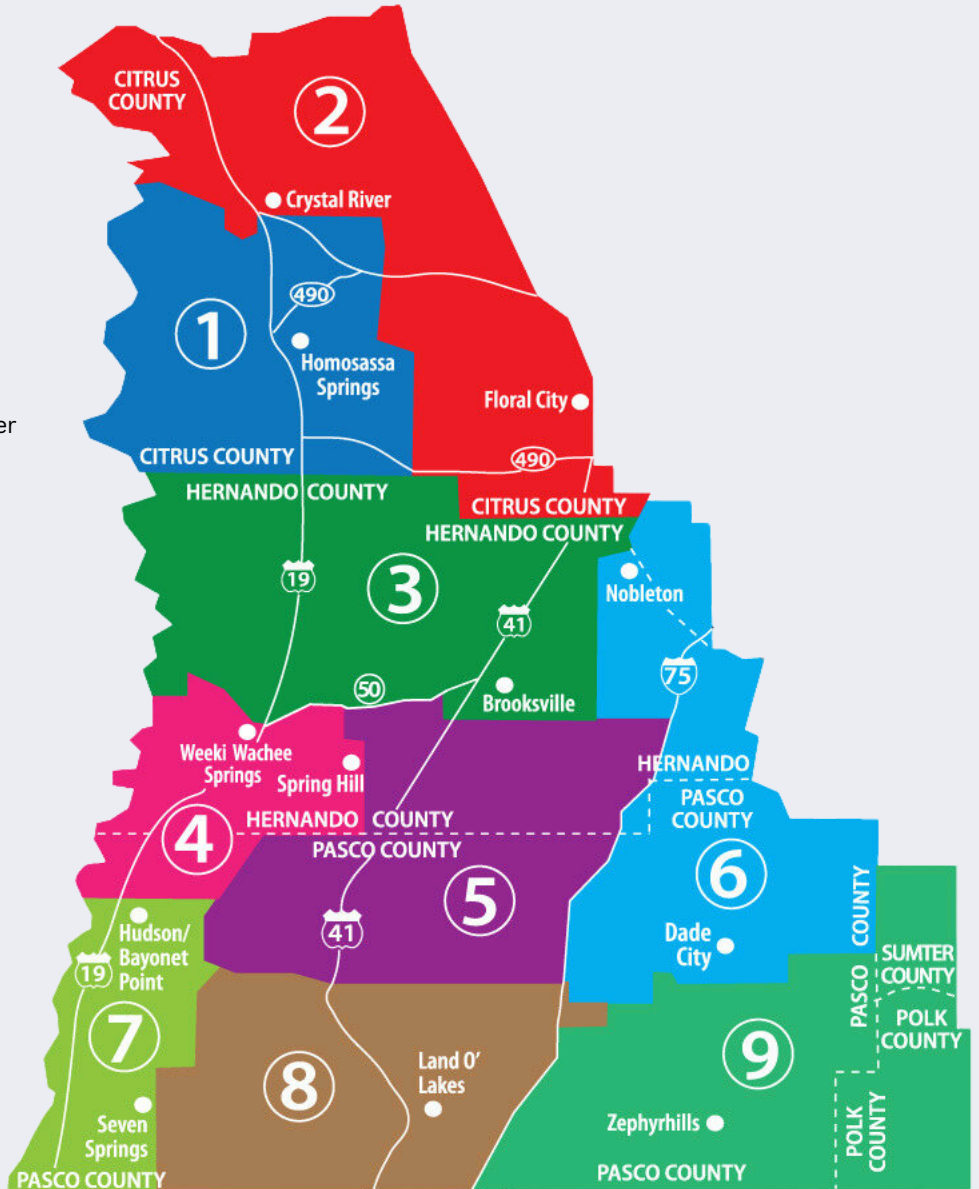 CITRUS
COUNTY
2
Crystal River
490
1
Homosassa
Springs
Floral City
er
CITRUS COUNTY
490
HERNANDO COUNTY
CITRUS COUNTY
HERNANDO COUNTY
19
3
Nobleton
41
75
50
Brooksville
Weeki Wachee
Springs
Spring Hill
HERNANDO
PASCO
COUNTY
HERNANDO COUNTY
4
PASCO COUNTY
5
6
COUNTY
PASCO
41
Dade
City
Hudson/
Bayonet
Point
19
SUMTER
COUNTY
POLK
COUNTY
7
8
Land O'
Lakes
9
Seven
Springs
Zephyrhills
POLK
COUNTY
PASCO COUNTY
PASCO COUNTY